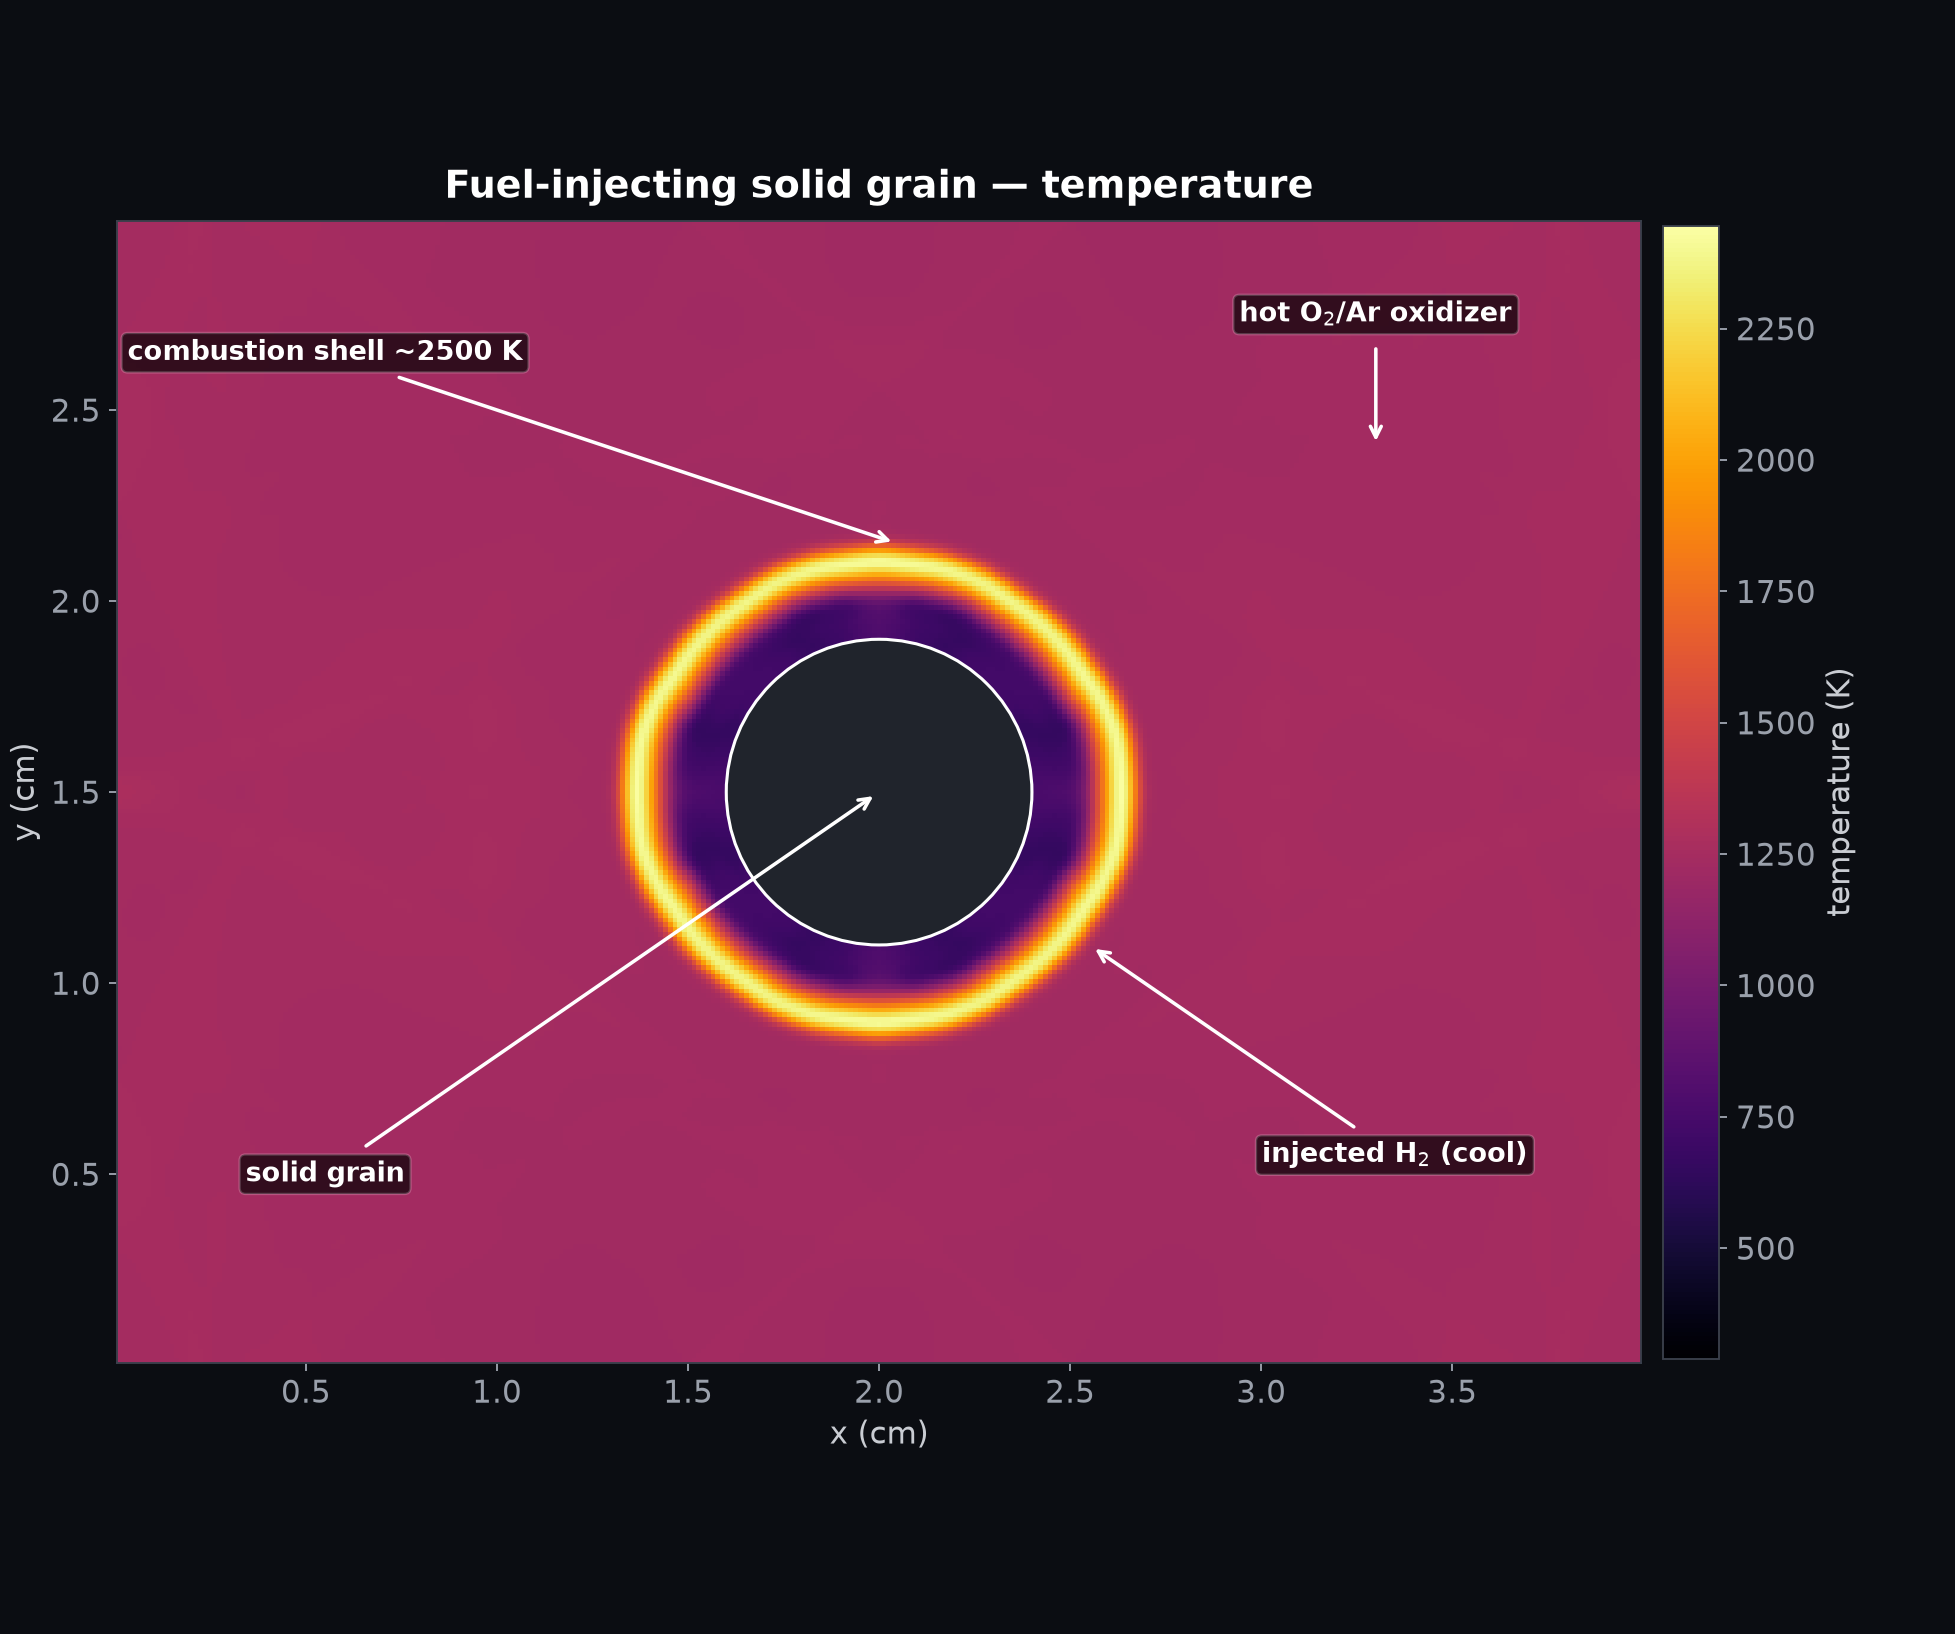 Fuel-injecting solid grain — temperature
hot O₂/Ar oxidizer
combustion shell ~2500 K
solid grain
injected H₂ (cool)
y (cm)
2.5
2.0
1.5
1.0
0.5
0.5
1.0
1.5
2.0
2.5
3.0
3.5
x (cm)
2250
2000
1750
1500
1250
1000
750
500
temperature (K)